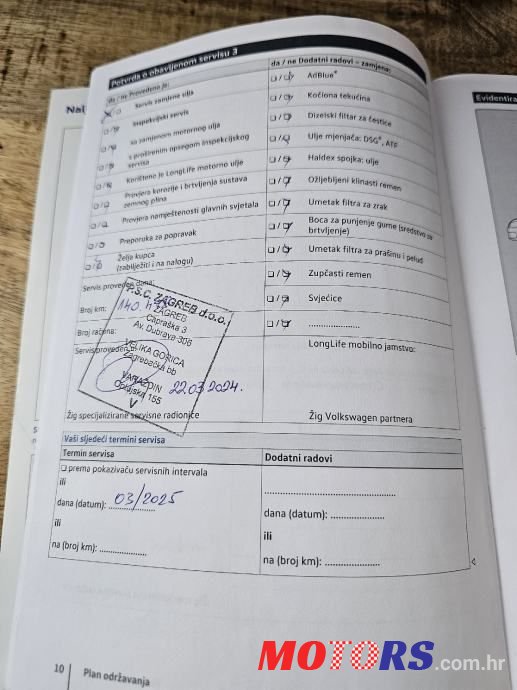 Potvrda o obavljenom servisu 3
da / ne Provedeno je:
Servis zamjene ulja
Inspekcijski servis
sa zamjenom motornog ulja
s proširenim opsegom inspekcijskog
servisa
Korišteno je LongLife motorno ulje
Provjera korozije i brtvljenja sustava
zemnog plina
Provjera namještenosti glavnih svjetala
Preporuka za popravak
Želja kupca
(zabilježiti i na nalogu)
Servis proveden dana:
Broj km: 140.4
Broj računa:
Servis proveden
P.S.C. ZAGREB d.o.o.
ZAGREB
Capraška 3
Av. Dubrava 306
VELIKA GORICA
Zagrebačka bb
VARAŽDIN
Optujska 155
V
22.03.2024.
Žig specijalizirane servisne radionice
da / ne Dodatni radovi – zamjena:
AdBlue®
Kočiona tekućina
Dizelski filtar za čestice
Ulje mjenjača: DSG®, ATF
Haldex spojka: ulje
Ožljebljeni klinasti remen
Umetak filtra za zrak
Boca za punjenje gume (sredstvo za
brtvljenje)
Umetak filtra za prašinu i pelud
Zupčasti remen
Svjećice
....................
LongLife mobilno jamstvo:
Žig Volkswagen partnera
Vaši sljedeći termini servisa
Termin servisa
❏ prema pokazivaču servisnih intervala
ili
dana (datum): 03/2025
ili
na (broj km): ..................
Dodatni radovi
..................................................
dana (datum): ....................
ili
na (broj km): ....................
10
Plan održavanja
Evidentira
MOTORS.com.hr